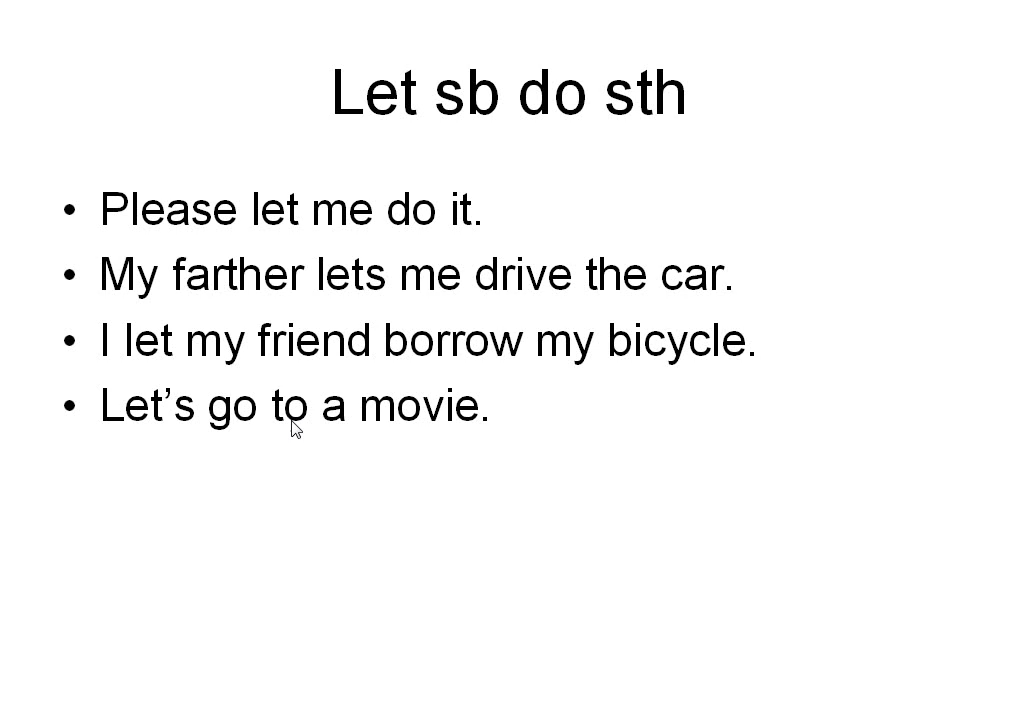 Let sb do sth
• Please let me do it.
• My farther lets me drive the car.
• I let my friend borrow my bicycle.
• Let’s go to a movie.